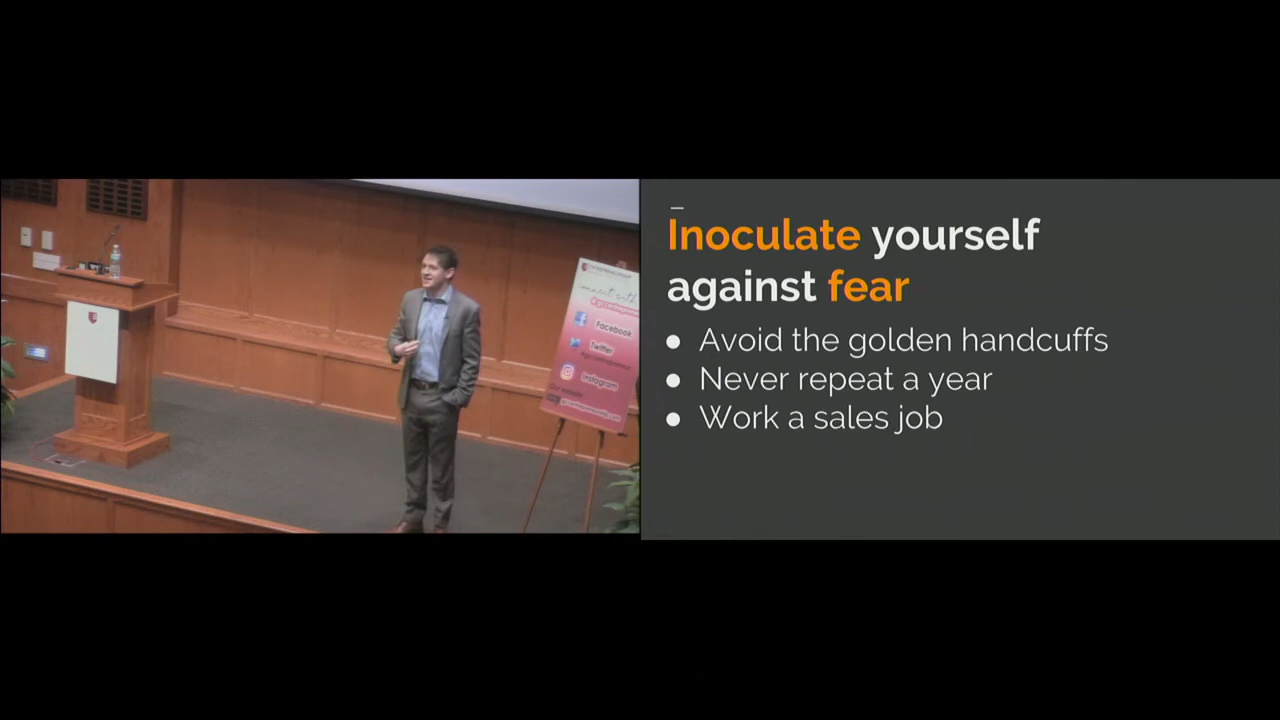 Inoculate yourself
against fear
● Avoid the golden handcuffs
● Never repeat a year
● Work a sales job
Facebook
Twitter
Instagram